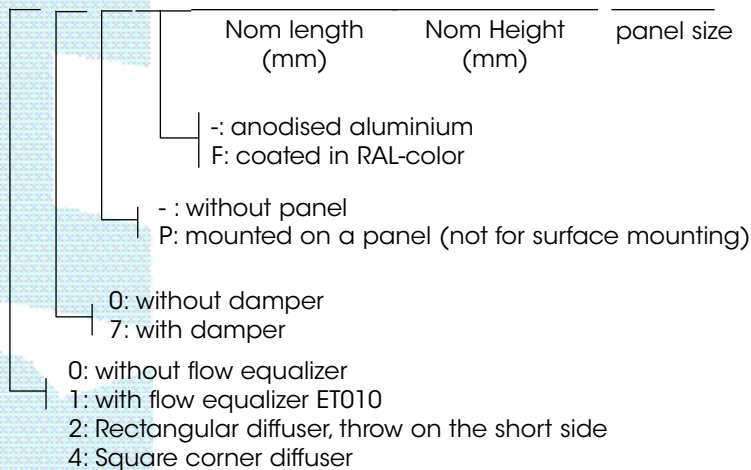 Nom length Nom Height panel size
(mm) (mm)
-: anodised aluminium
F: coated in RAL-color
- : without panel
P: mounted on a panel (not for surface mounting)
0: without damper
7: with damper
0: without flow equalizer
1: with flow equalizer ET010
2: Rectangular diffuser, throw on the short side
4: Square corner diffuser